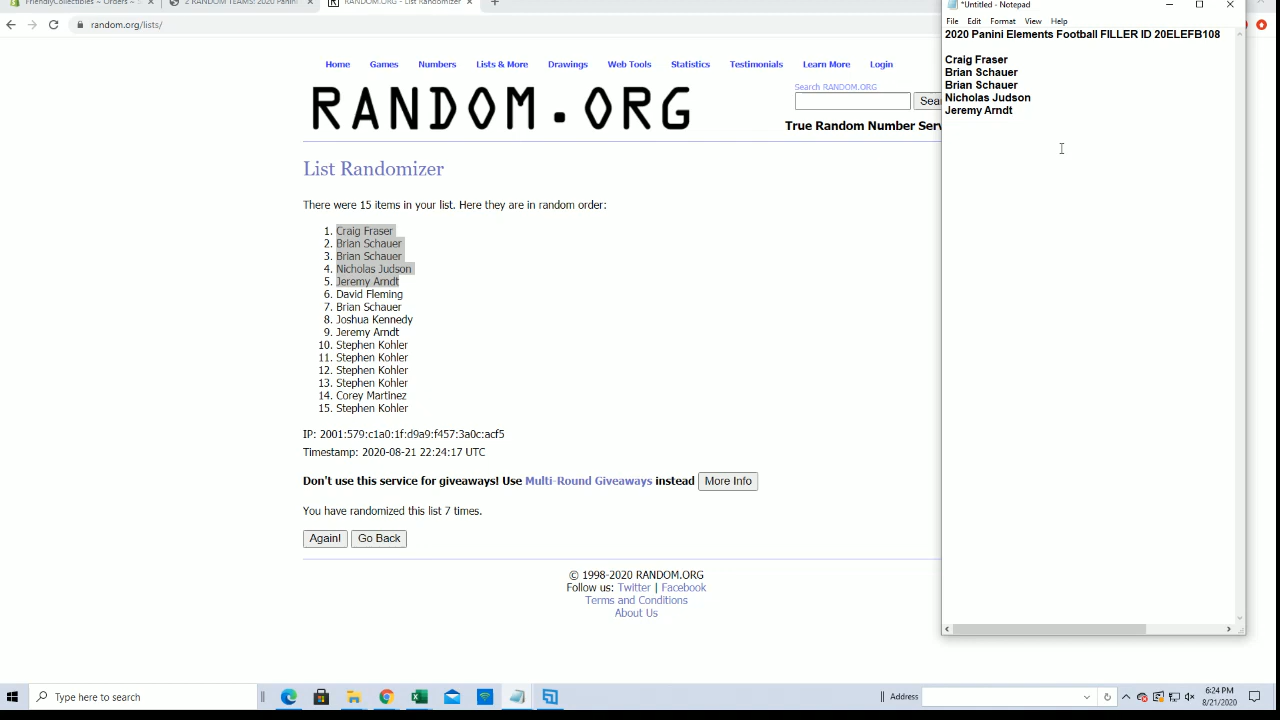 FriendlyCollectibles ~ Orders ~
2 RANDOM TEAMS: 2020 Panini
RANDOM.ORG - List Randomizer
random.org/lists/
Home Games Numbers Lists & More Drawings Web Tools Statistics Testimonials Learn More Login
RANDOM.ORG
Search RANDOM.ORG
Sear
True Random Number Serv
List Randomizer
There were 15 items in your list. Here they are in random order:
1. Craig Fraser
2. Brian Schauer
3. Brian Schauer
4. Nicholas Judson
5. Jeremy Arndt
6. David Fleming
7. Brian Schauer
8. Joshua Kennedy
9. Jeremy Arndt
10. Stephen Kohler
11. Stephen Kohler
12. Stephen Kohler
13. Stephen Kohler
14. Corey Martinez
15. Stephen Kohler
IP: 2001:579:c1a0:1f:d9a9:f457:3a0c:acf5
Timestamp: 2020-08-21 22:24:17 UTC
Don't use this service for giveaways! Use Multi-Round Giveaways instead More Info
You have randomized this list 7 times.
Again! Go Back
© 1998-2020 RANDOM.ORG
Follow us: Twitter | Facebook
Terms and Conditions
About Us
*Untitled - Notepad
File Edit Format View Help
2020 Panini Elements Football FILLER ID 20ELEFB108
Craig Fraser
Brian Schauer
Brian Schauer
Nicholas Judson
Jeremy Arndt
Type here to search
Address
6:24 PM
8/21/2020